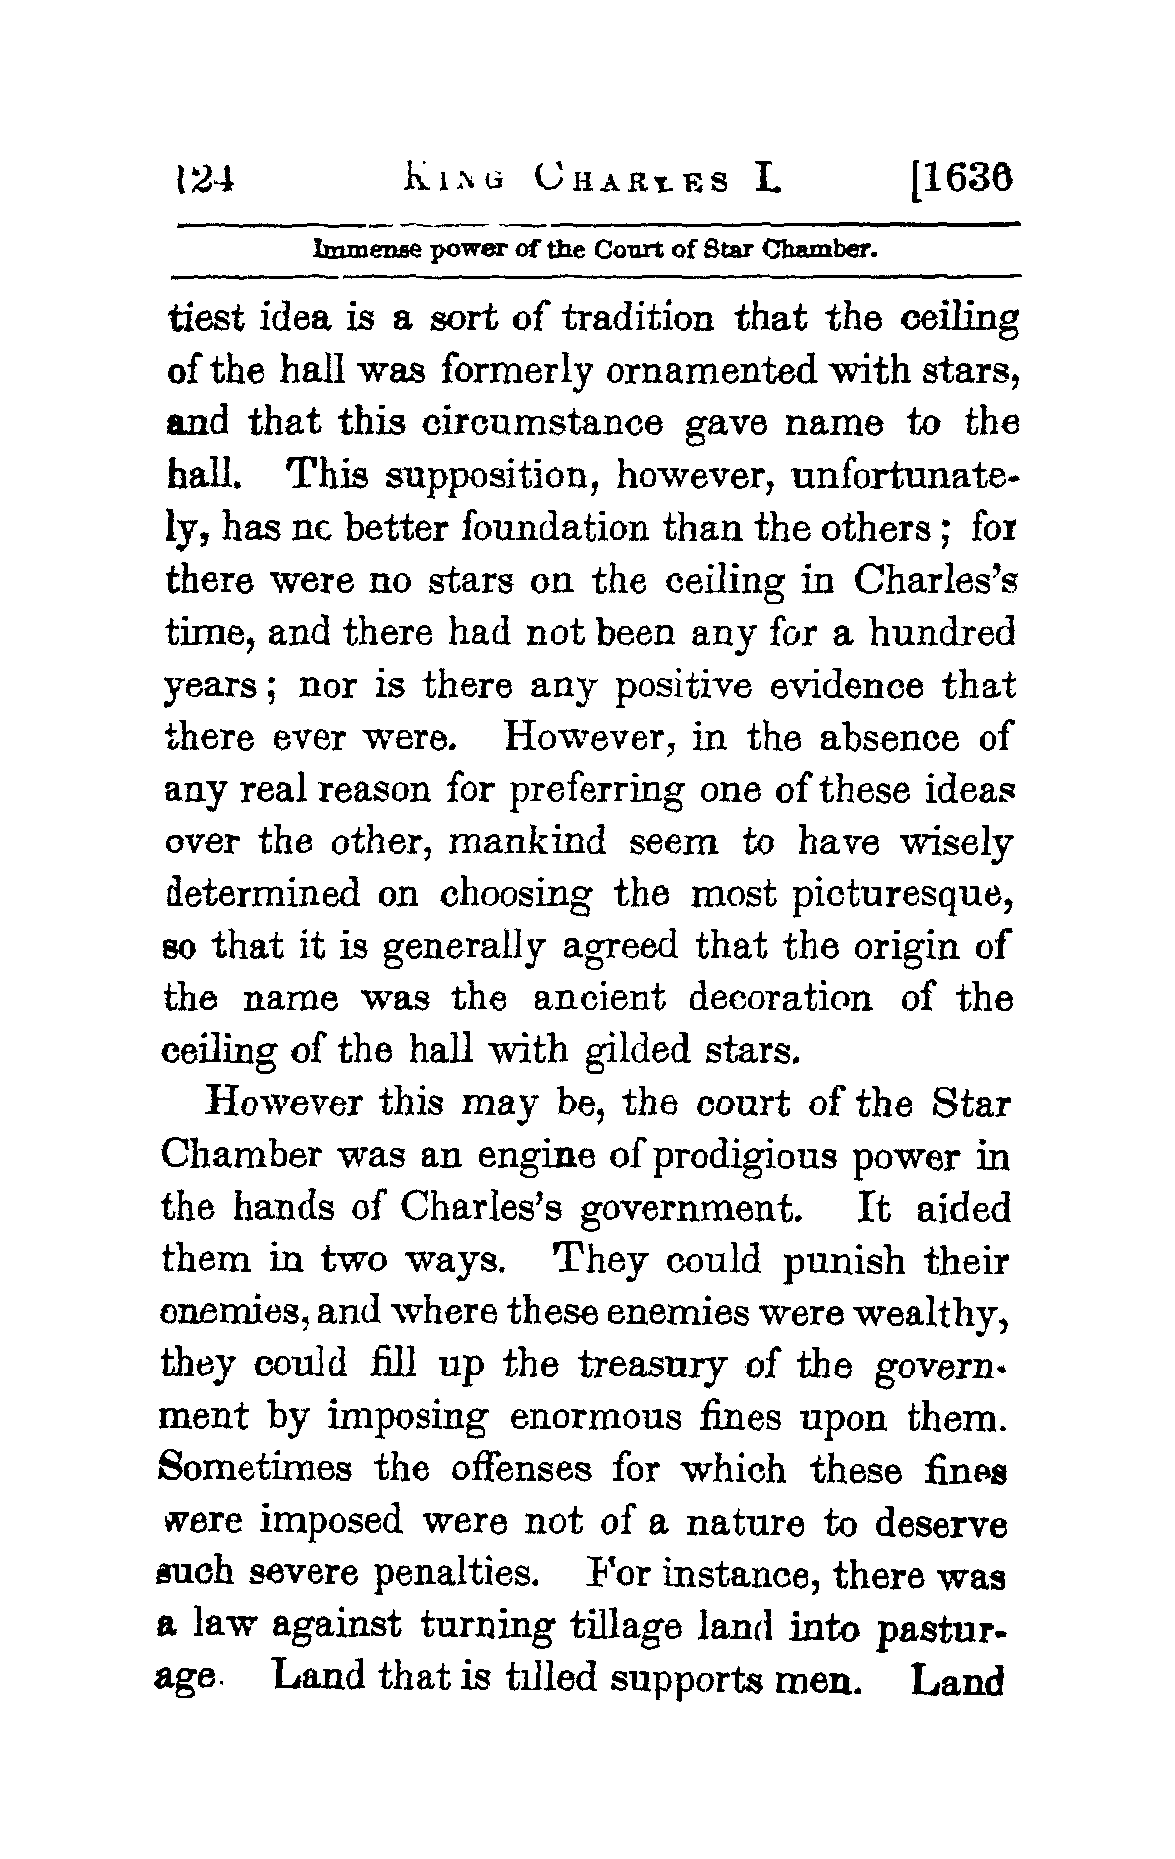 124 KING CHARLES I. [1636
Immense power of the Court of Star Chamber.
tiest idea is a sort of tradition that the ceiling
of the hall was formerly ornamented with stars,
and that this circumstance gave name to the
hall. This supposition, however, unfortunate-
ly, has no better foundation than the others; for
there were no stars on the ceiling in Charles's
time, and there had not been any for a hundred
years; nor is there any positive evidence that
there ever were. However, in the absence of
any real reason for preferring one of these ideas
over the other, mankind seem to have wisely
determined on choosing the most picturesque,
so that it is generally agreed that the origin of
the name was the ancient decoration of the
ceiling of the hall with gilded stars.
However this may be, the court of the Star
Chamber was an engine of prodigious power in
the hands of Charles's government. It aided
them in two ways. They could punish their
enemies, and where these enemies were wealthy,
they could fill up the treasury of the govern-
ment by imposing enormous fines upon them.
Sometimes the offenses for which these fines
were imposed were not of a nature to deserve
such severe penalties. For instance, there was
a law against turning tillage land into pastur-
age. Land that is tilled supports men. Land